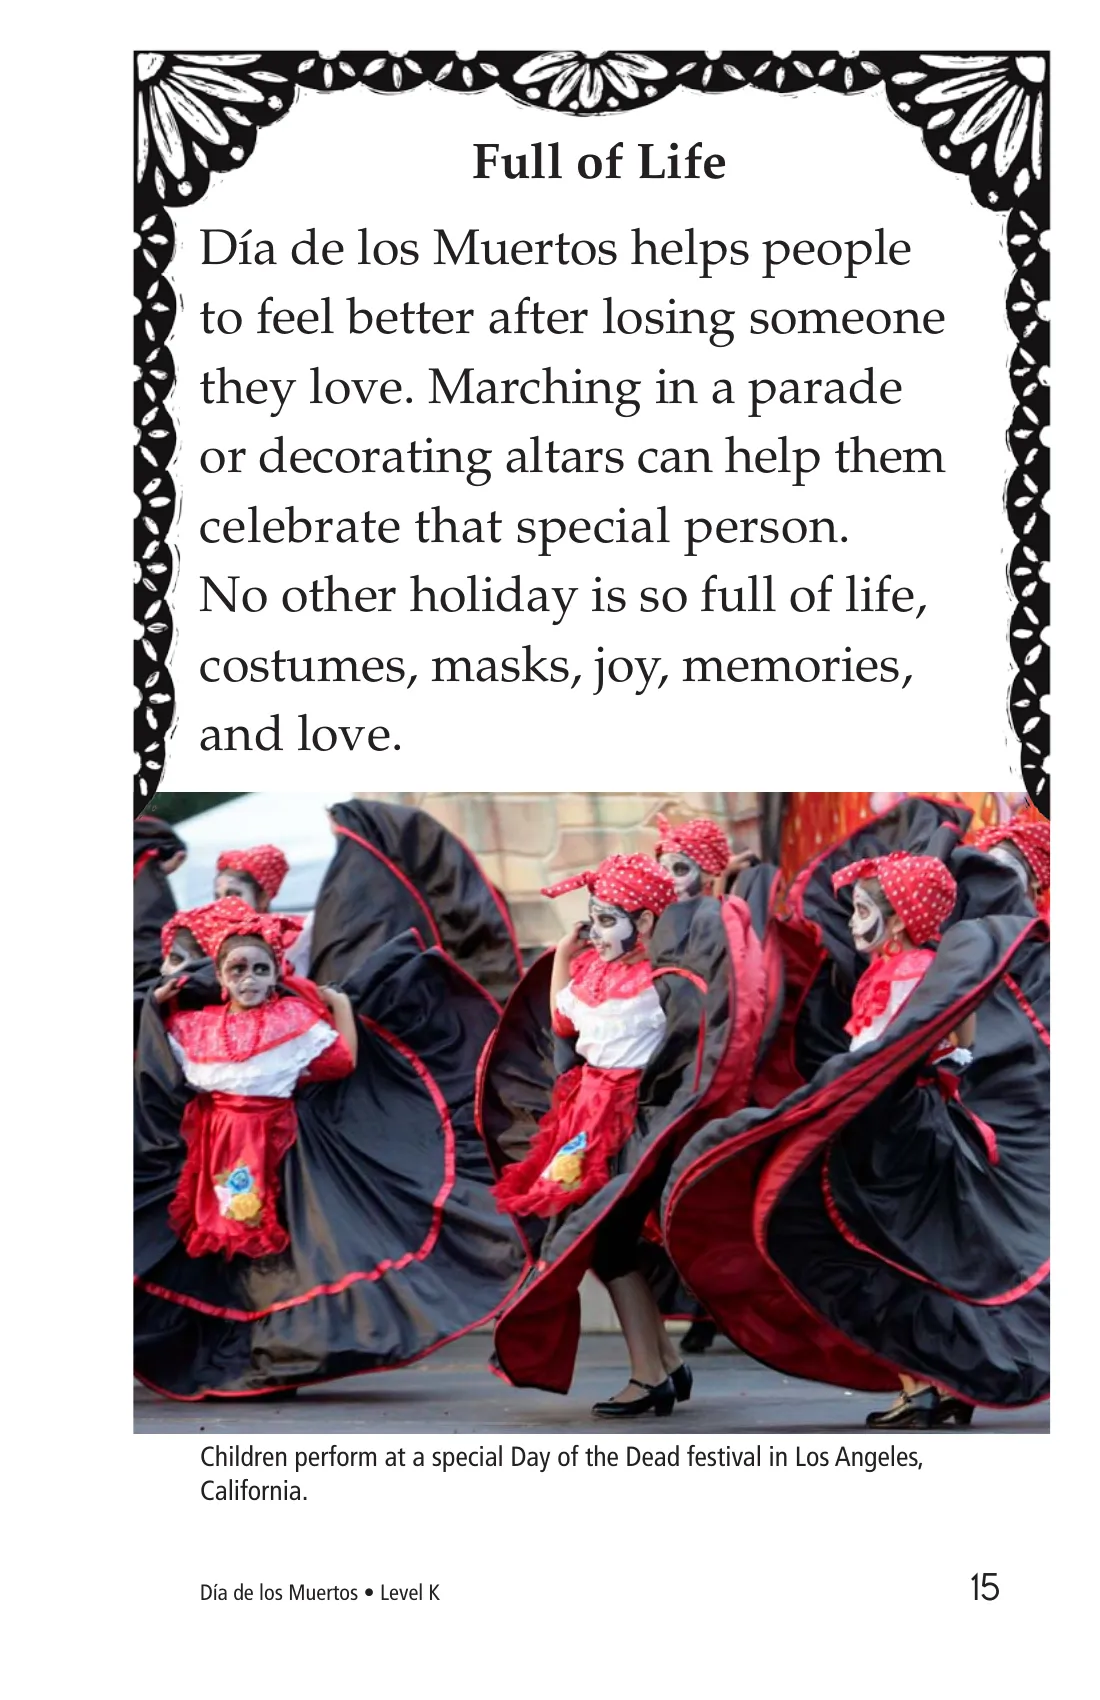 Full of Life
Día de los Muertos helps people
to feel better after losing someone
they love. Marching in a parade
or decorating altars can help them
celebrate that special person.
No other holiday is so full of life,
costumes, masks, joy, memories,
and love.
Children perform at a special Day of the Dead festival in Los Angeles,
California.
Día de los Muertos • Level K
15